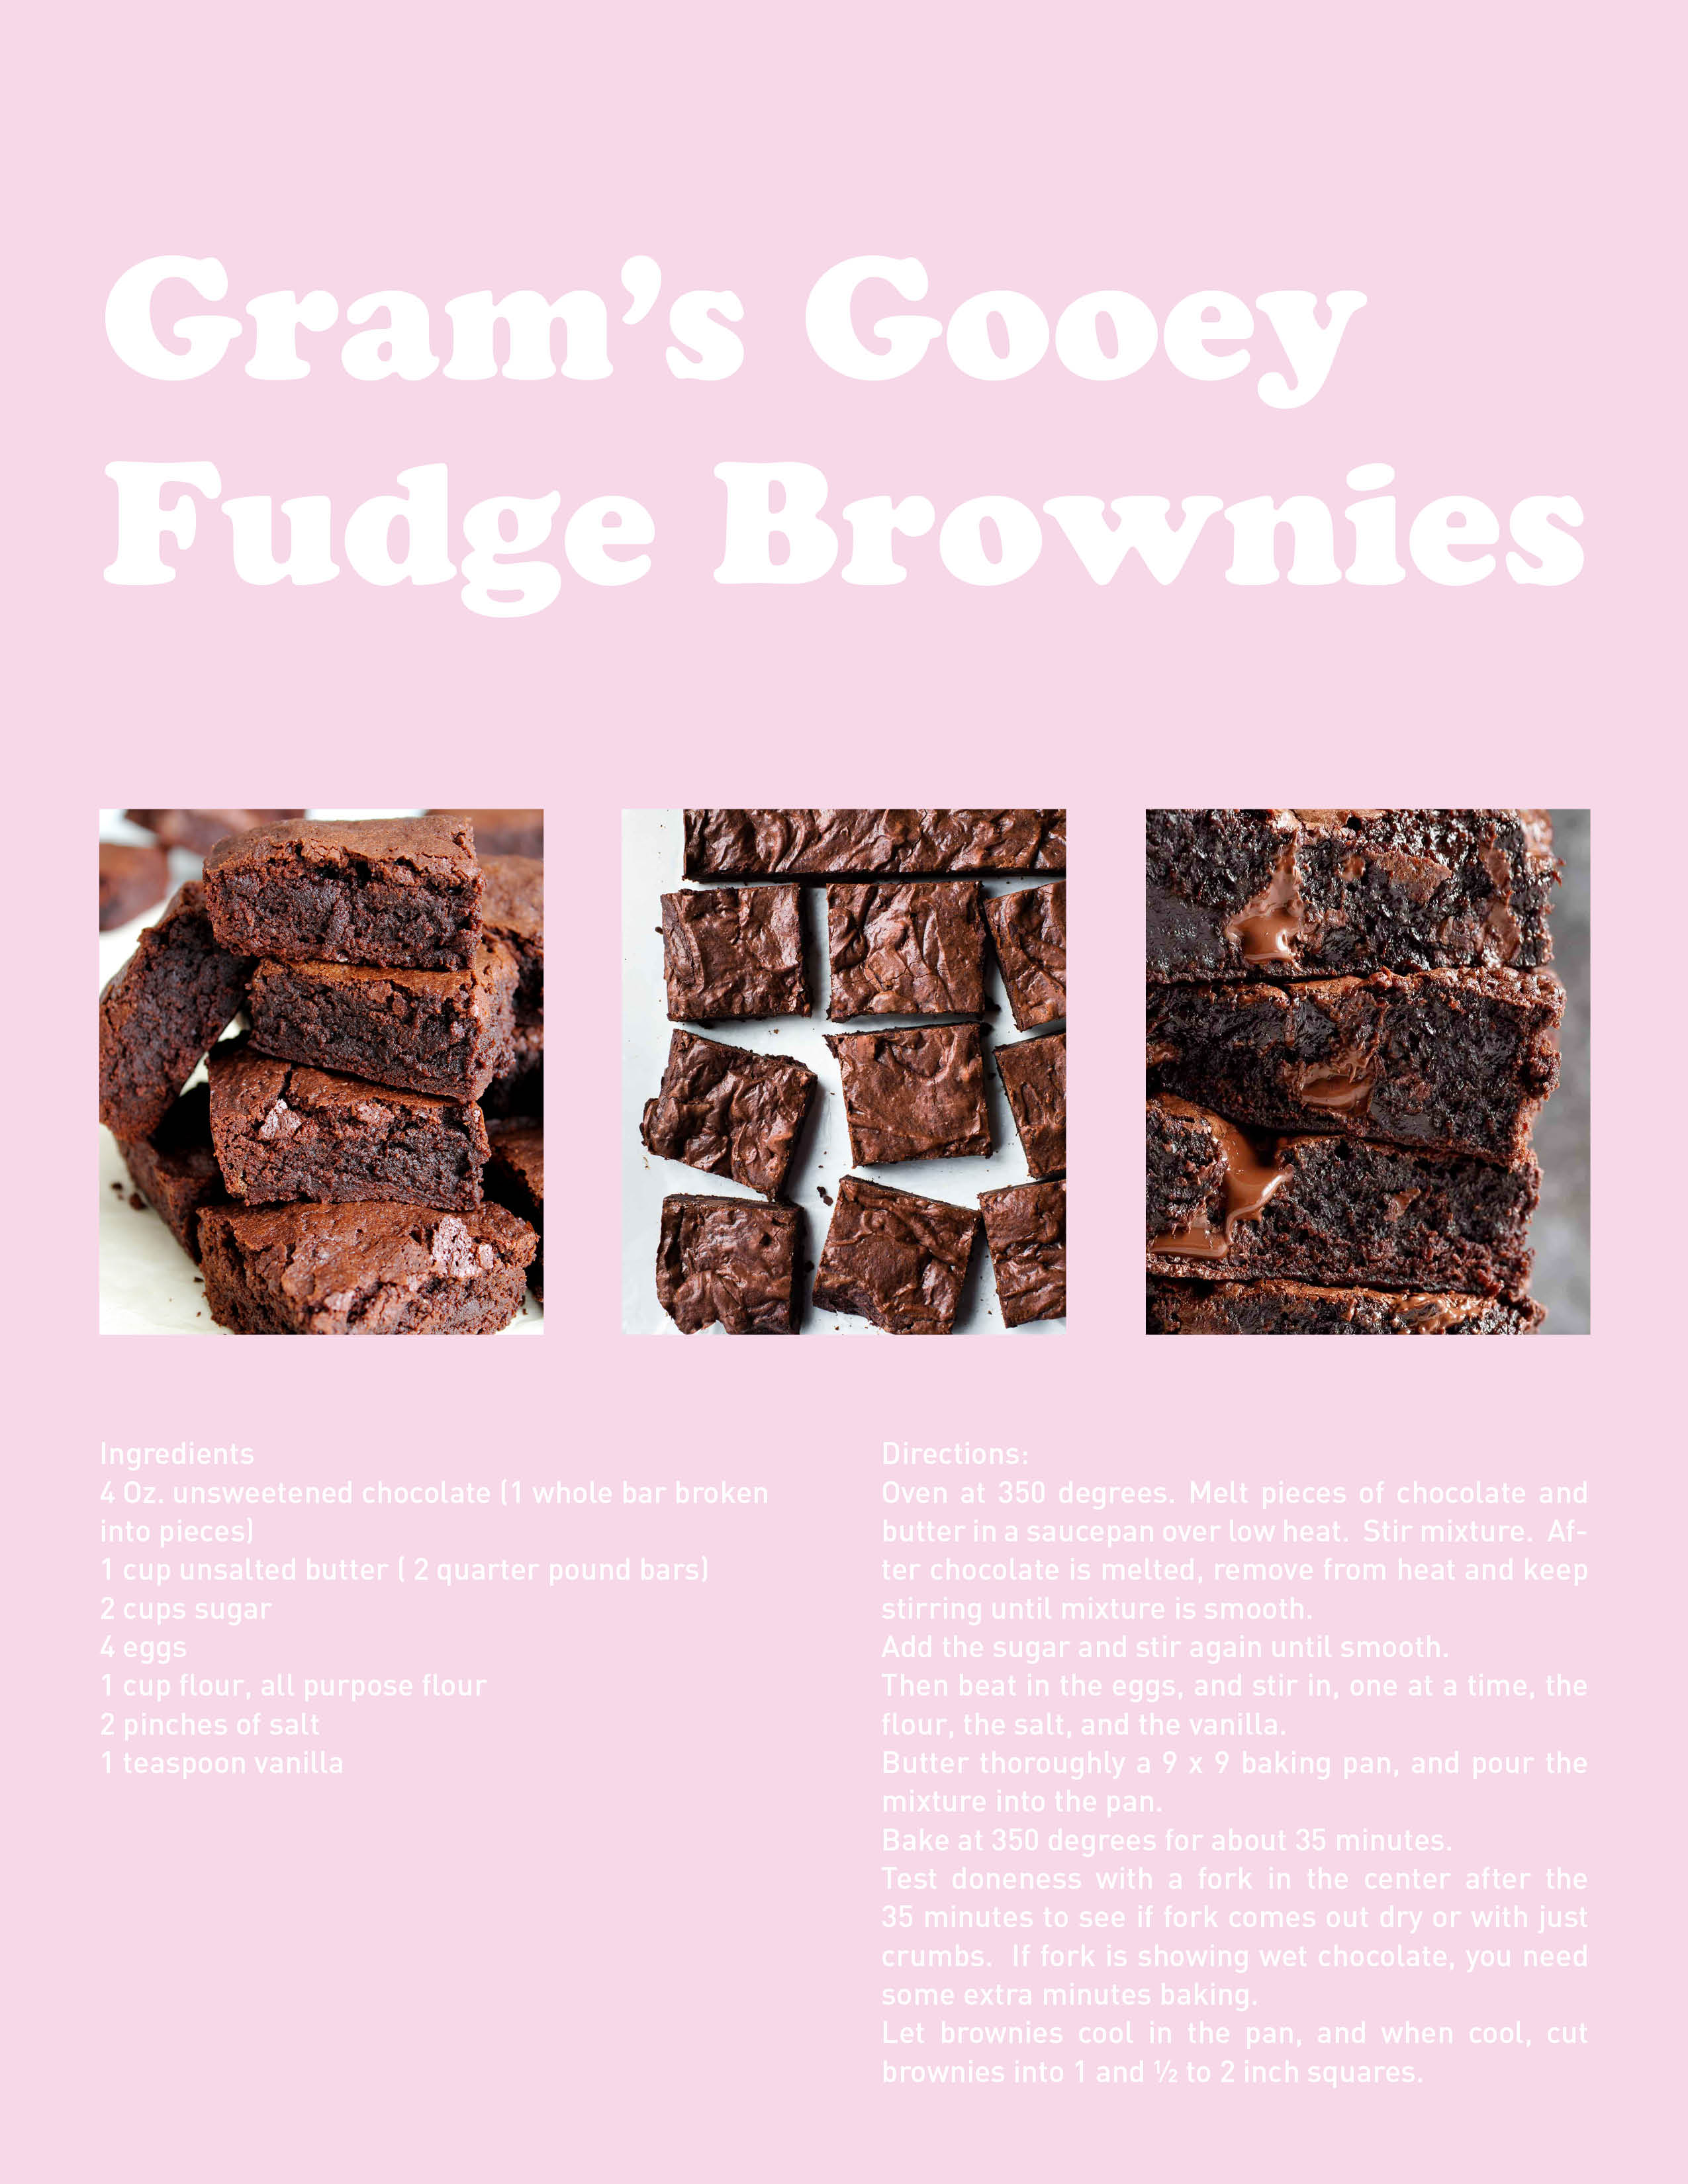 Gram’s Gooey
Fudge Brownies
Ingredients
4 Oz. unsweetened chocolate (1 whole bar broken
into pieces)
1 cup unsalted butter ( 2 quarter pound bars)
2 cups sugar
4 eggs
1 cup flour, all purpose flour
2 pinches of salt
1 teaspoon vanilla
Directions:
Oven at 350 degrees. Melt pieces of chocolate and
butter in a saucepan over low heat.  Stir mixture.  Af-
ter chocolate is melted, remove from heat and keep
stirring until mixture is smooth.
Add the sugar and stir again until smooth.
Then beat in the eggs, and stir in, one at a time, the
flour, the salt, and the vanilla.
Butter thoroughly a 9 x 9 baking pan, and pour the
mixture into the pan.
Bake at 350 degrees for about 35 minutes.
Test doneness with a fork in the center after the
35 minutes to see if fork comes out dry or with just
crumbs.  If fork is showing wet chocolate, you need
some extra minutes baking.
Let brownies cool in the pan, and when cool, cut
brownies into 1 and ½ to 2 inch squares.